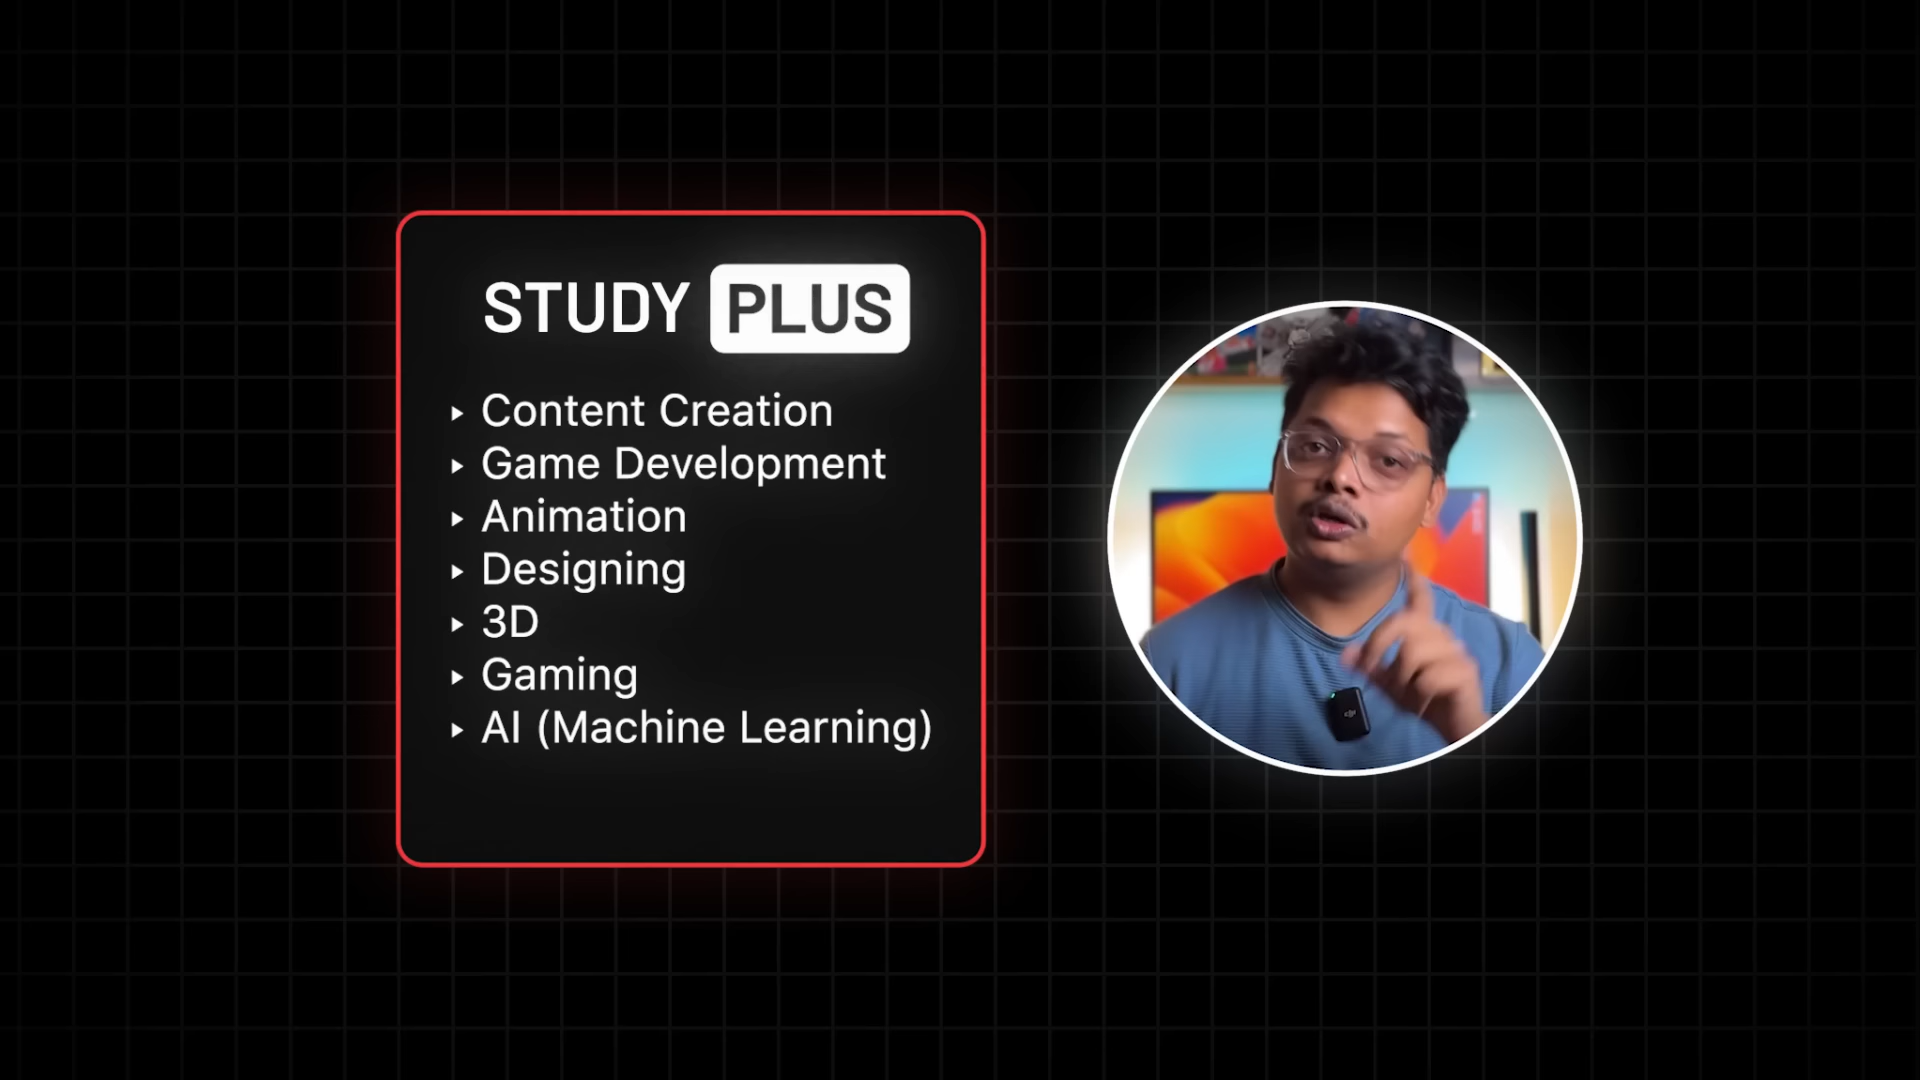 STUDY PLUS
Content Creation
Game Development
Animation
Designing
3D
Gaming
AI (Machine Learning)